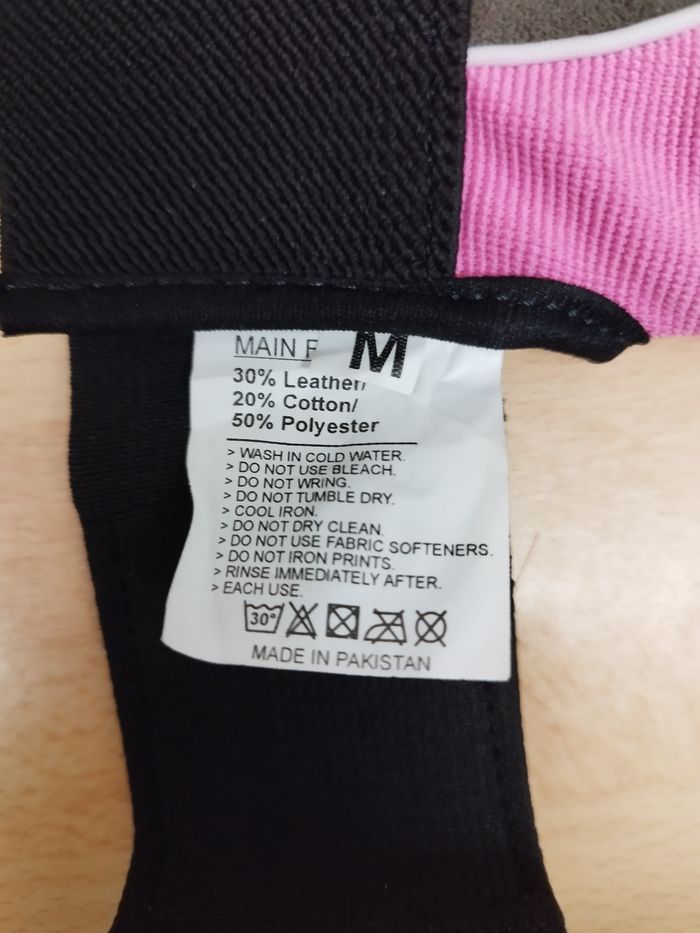 MAIN
M
30% Leather/
20% Cotton/
50% Polyester
> WASH IN COLD WATER.
> DO NOT USE BLEACH.
> DO NOT WRING.
> DO NOT TUMBLE DRY.
> COOL IRON.
> DO NOT DRY CLEAN.
> DO NOT USE FABRIC SOFTENERS.
> DO NOT IRON PRINTS.
> RINSE IMMEDIATELY AFTER.
> EACH USE.
30°
MADE IN PAKISTAN